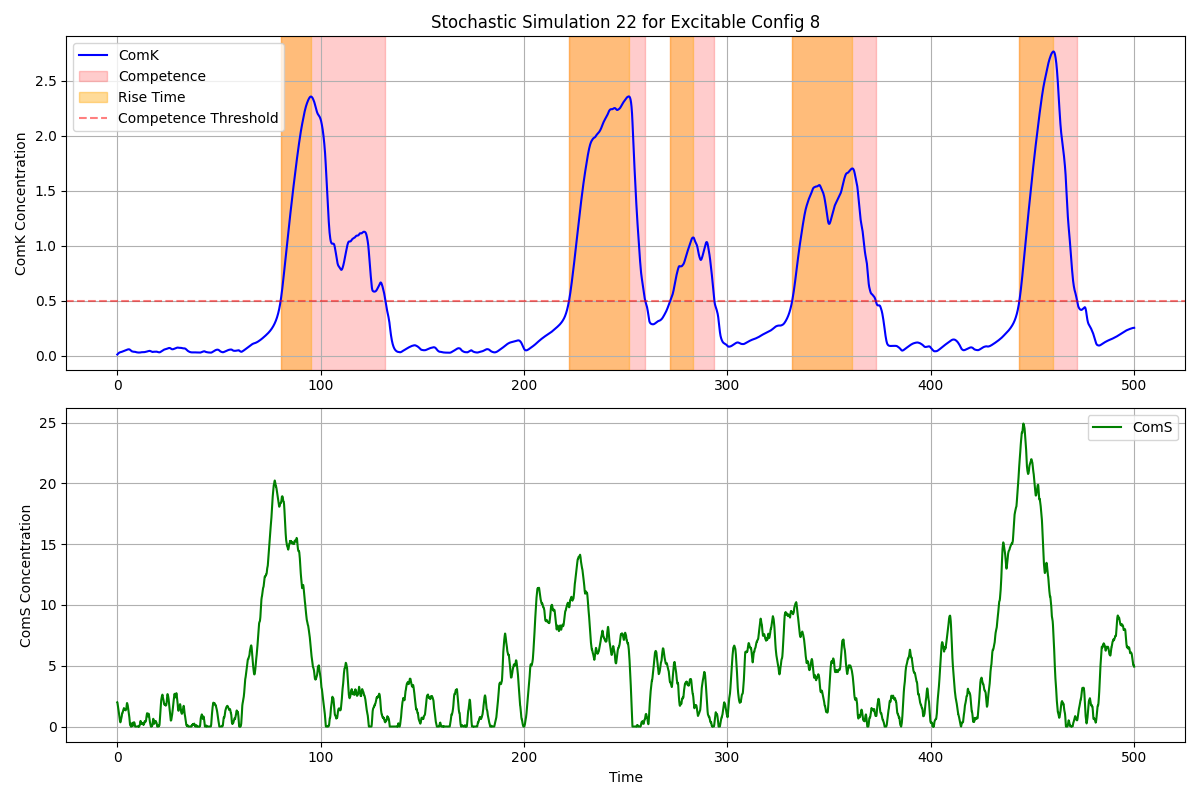 Stochastic Simulation 22 for Excitable Config 8
ComK
Competence
Rise Time
Competence Threshold
ComK Concentration
2.5
2.0
1.5
1.0
0.5
0.0
0 100 200 300 400 500
ComS
ComS Concentration
25
20
15
10
5
0
0 100 200 300 400 500
Time